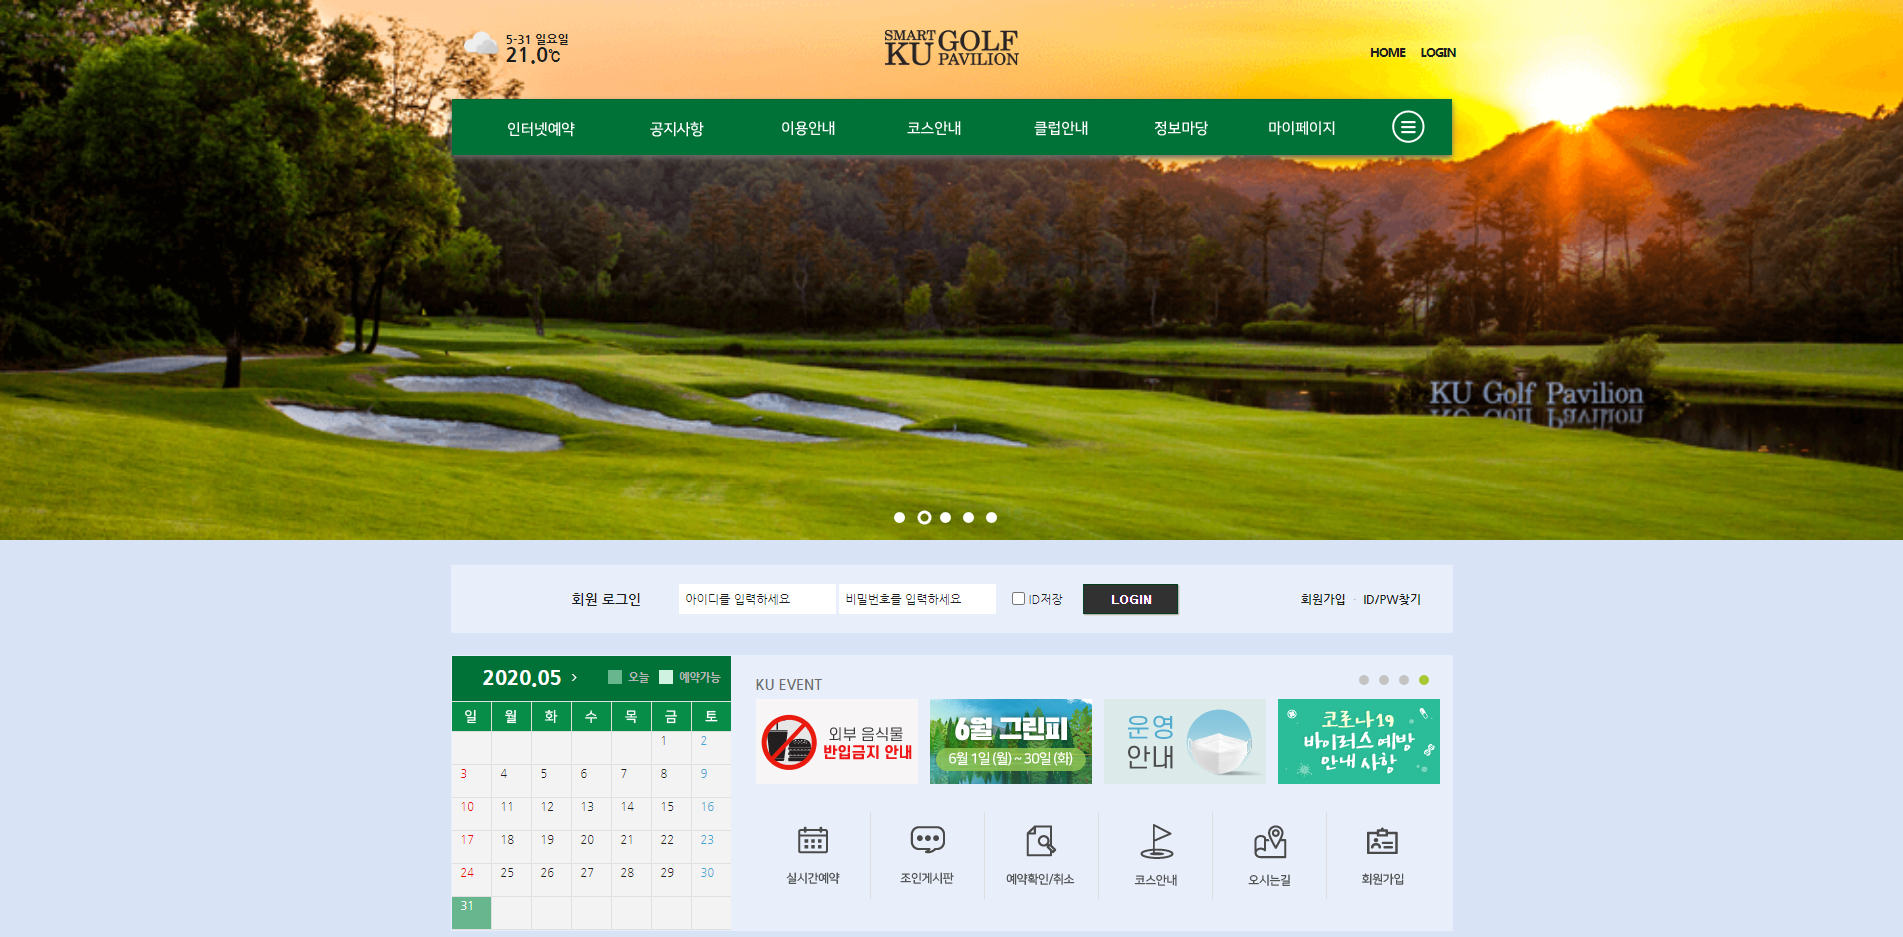 5-31 일요일
21.0℃
SMART KU GOLF PAVILION
HOME LOGIN
인터넷예약 공지사항 이용안내 코스안내 클럽안내 정보마당 마이페이지
KU Golf Pavilion
회원 로그인 아이디를 입력하세요 비밀번호를 입력하세요 ID저장 LOGIN 회원가입 ID/PW찾기
2020.05 > 오늘 예약가능
일 월 화 수 목 금 토
1 2
3 4 5 6 7 8 9
10 11 12 13 14 15 16
17 18 19 20 21 22 23
24 25 26 27 28 29 30
31
KU EVENT
외부 음식물
반입금지 안내
6월 그린피
6월 1일 (월) ~ 30일 (화)
운영
안내
코로나19
바이러스 예방
안내 사항
실시간예약 조인게시판 예약확인/취소 코스안내 오시는길 회원가입